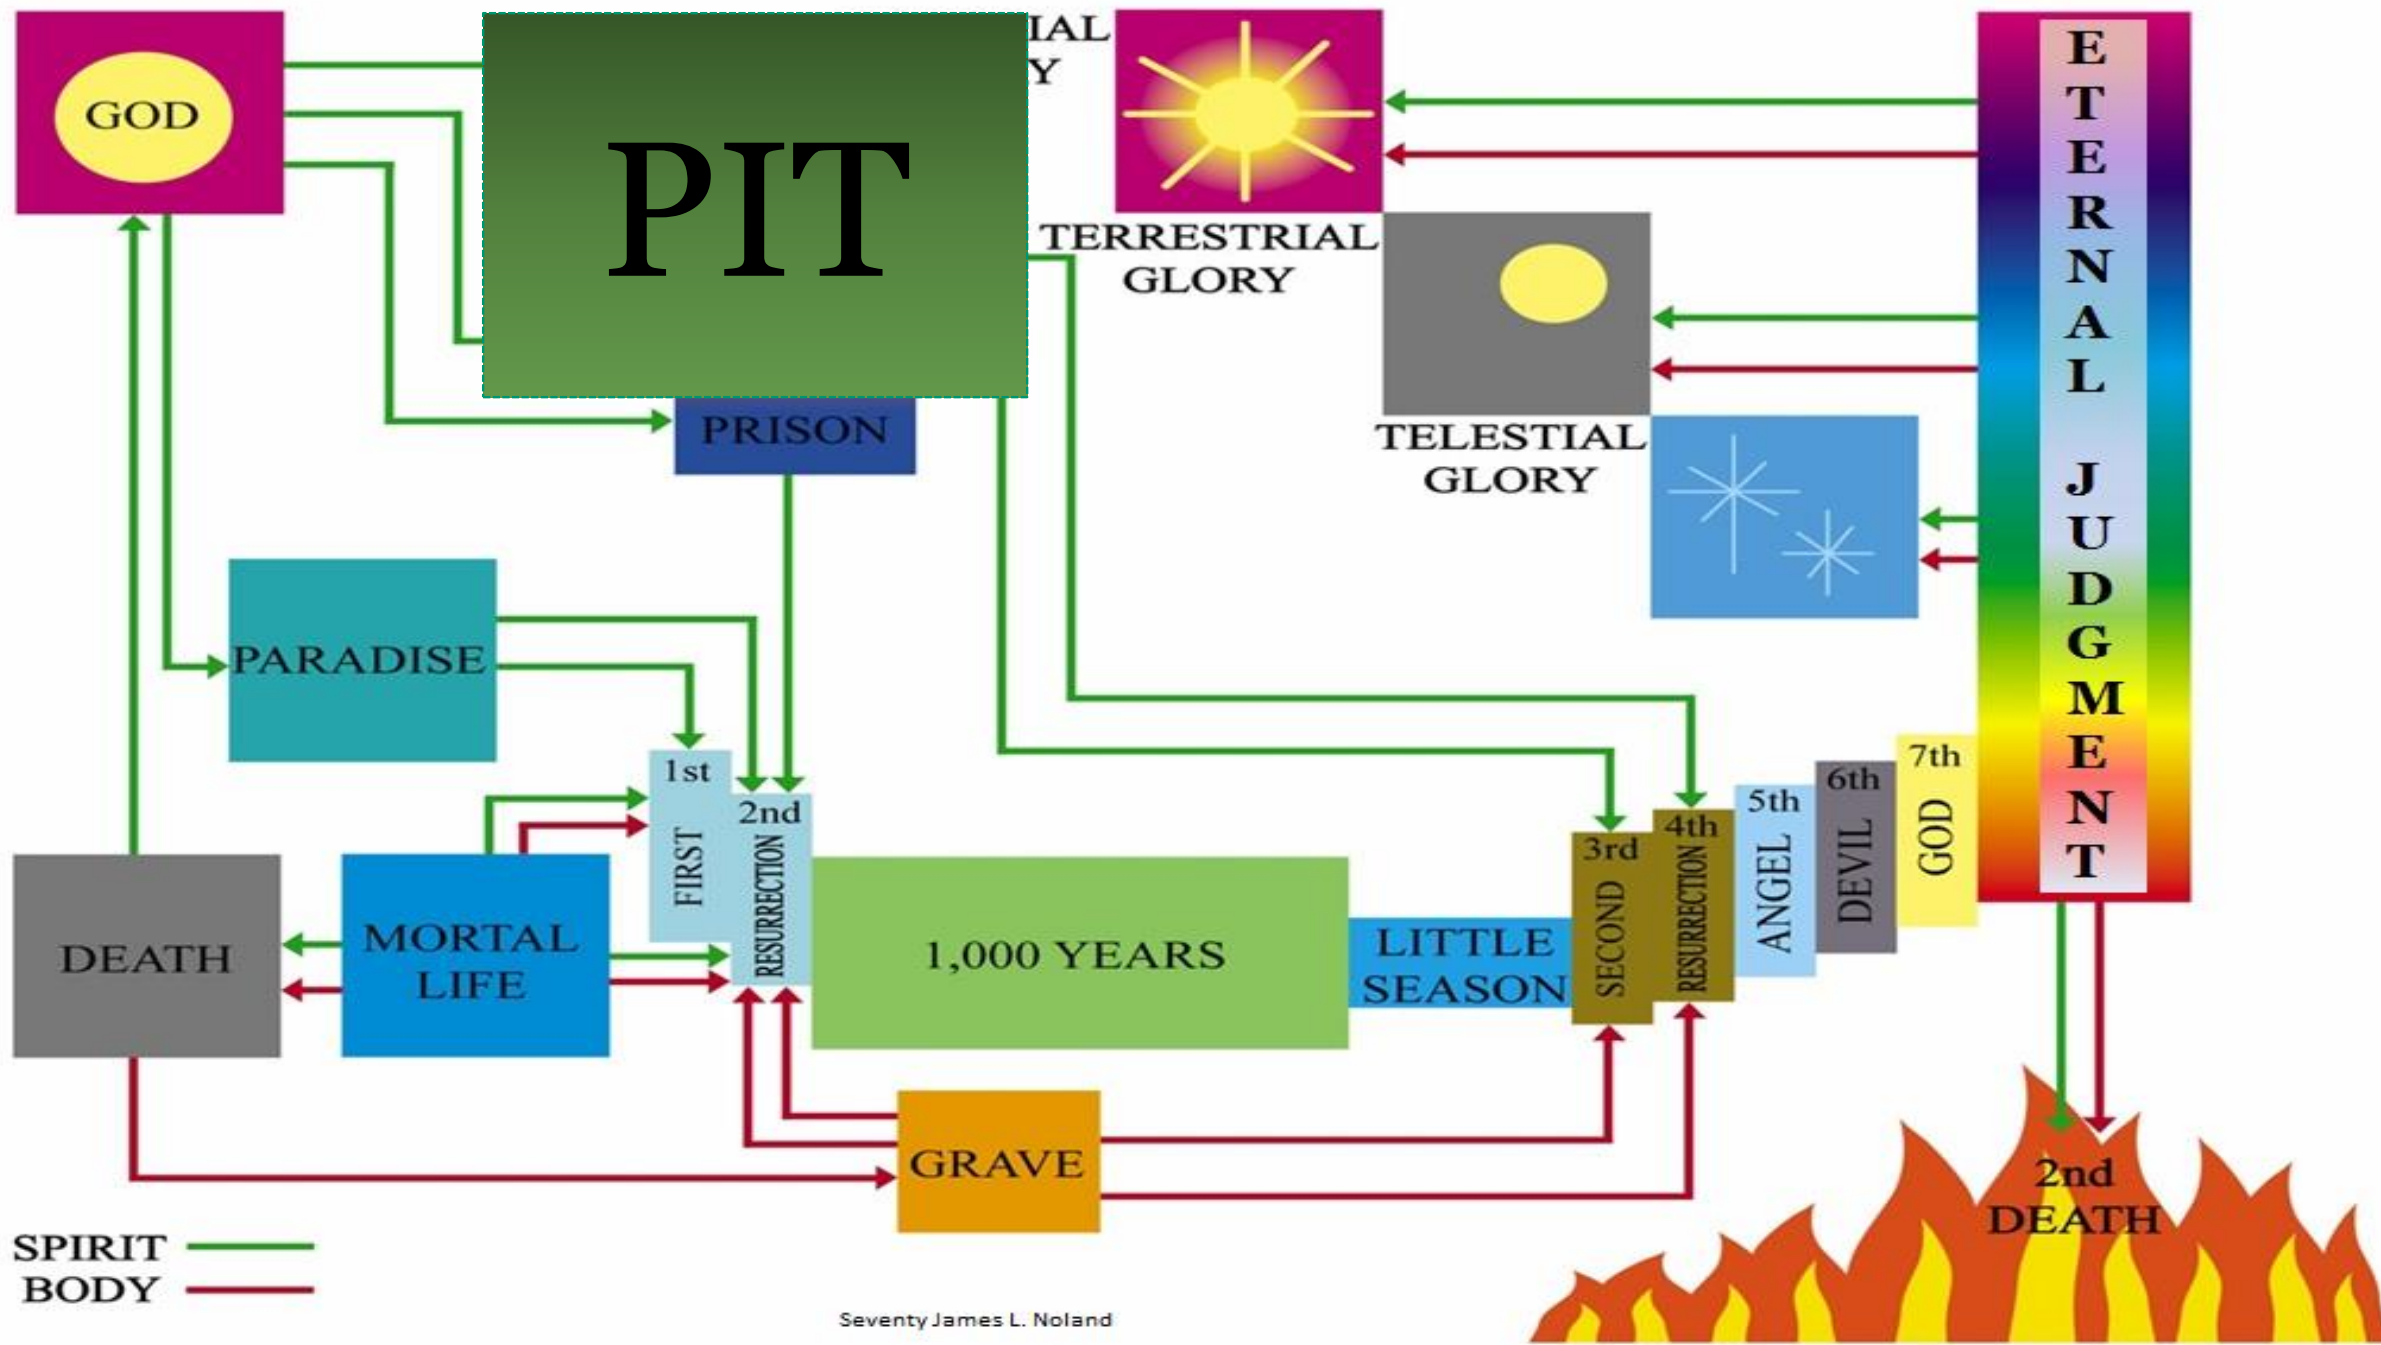 GOD
PIT
IAL
Y
TERRESTRIAL
GLORY
TELESTIAL
GLORY
ETERNAL
JUDGMENT
PRISON
PARADISE
1st
FIRST
2nd
RESURRECTION
DEATH
MORTAL
LIFE
1,000 YEARS
LITTLE
SEASON
3rd
SECOND
4th
RESURRECTION
5th
ANGEL
6th
DEVIL
7th
GOD
GRAVE
2nd
DEATH
SPIRIT
BODY
Seventy James L. Noland